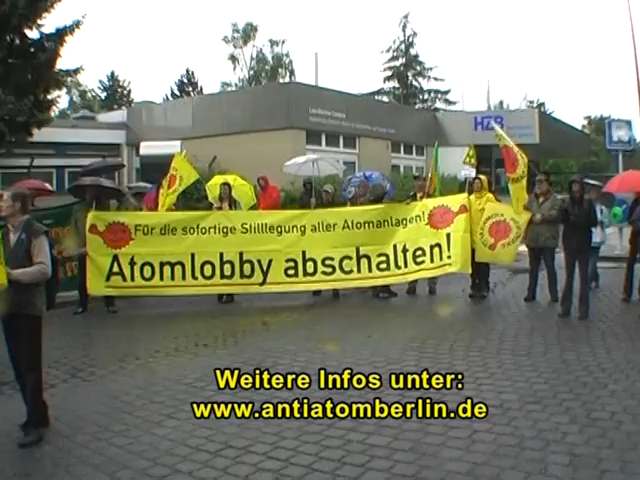 HZB
Für die sofortige Stilllegung aller Atomanlagen!
Atomlobby abschalten!
Weitere Infos unter:
www.antiatomberlin.de